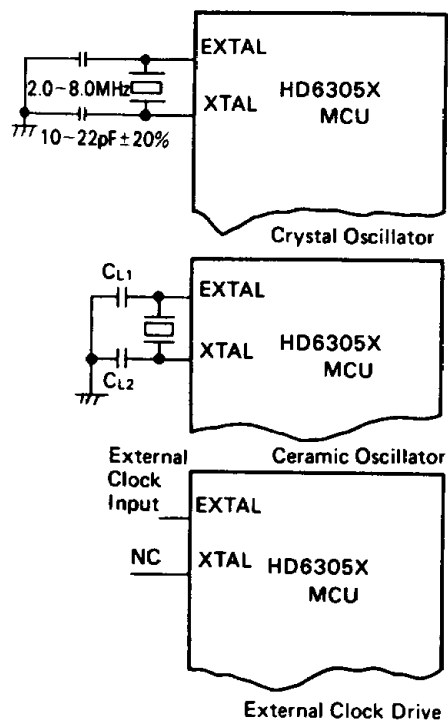 EXTAL
2.0~8.0MHz
HD6305X
MCU
XTAL
10~22pF±20%
Crystal Oscillator
CL1
EXTAL
HD6305X
MCU
XTAL
CL2
Ceramic Oscillator
External
Clock
Input
EXTAL
NC
XTAL
HD6305X
MCU
External Clock Drive